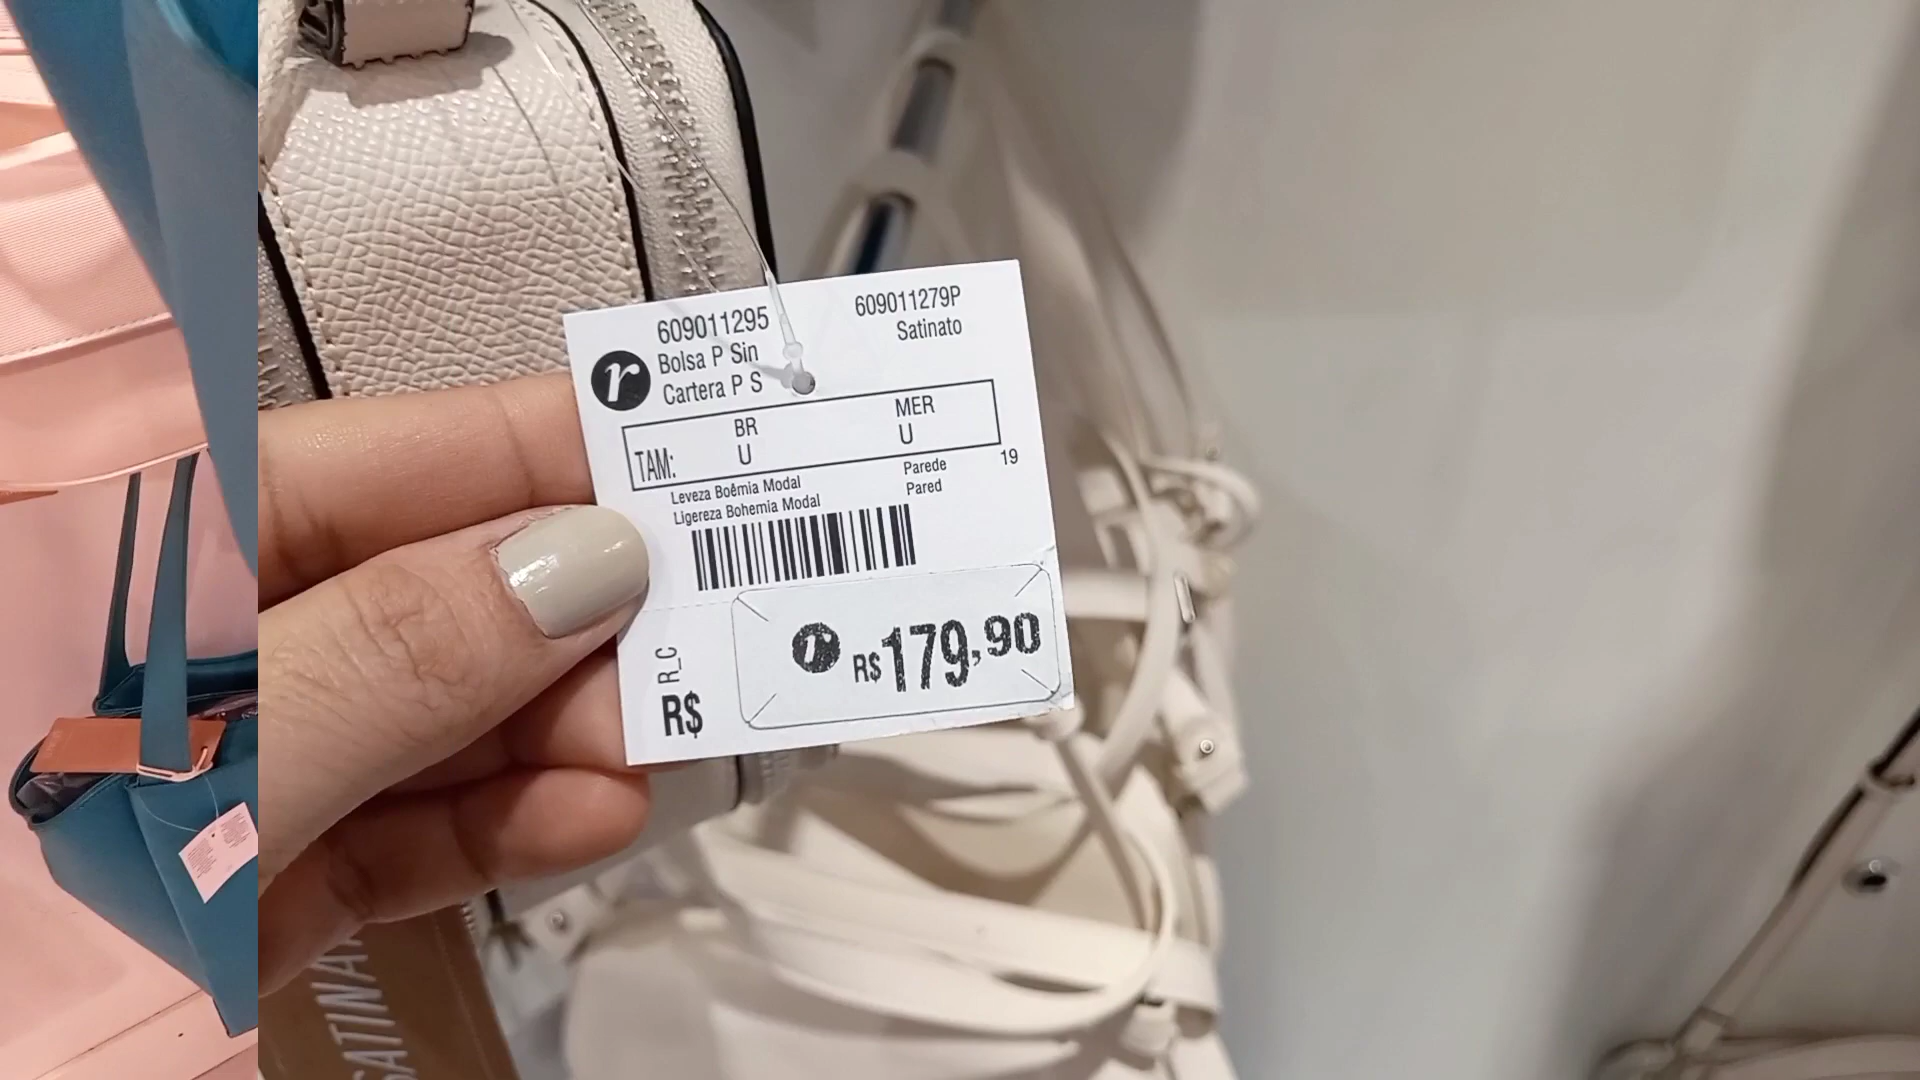 609011295
609011279P
Bolsa P Sin
Satinato
Cartera P S
r
BR
MER
TAM:
U
U
Leveza Boêmia Modal
Parede
19
Ligereza Bohemia Modal
Pared
r R$179,90
R_C
R$